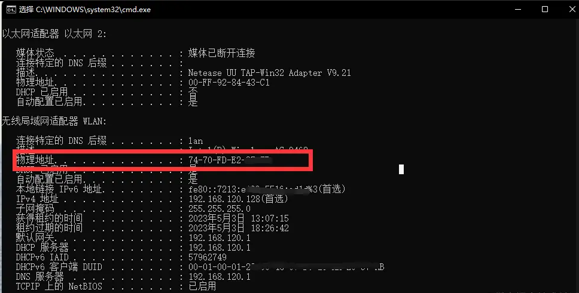 选择 C:\WINDOWS\system32\cmd.exe
以太网适配器 以太网 2:
媒体状态 . . . . . . . . . . . . : 媒体已断开连接
连接特定的 DNS 后缀 . . . . . . . :
描述. . . . . . . . . . . . . . . : Netease UU TAP-Win32 Adapter V9.21
物理地址. . . . . . . . . . . . . : 00-FF-92-84-43-C1
DHCP 已启用 . . . . . . . . . . . : 否
自动配置已启用. . . . . . . . . . : 是
无线局域网适配器 WLAN:
连接特定的 DNS 后缀 . . . . . . . : lan
物理地址. . . . . . . . . . . . . : 74-70-FD-E2-
DHCP 已启用 . . . . . . . . . . . : 是
自动配置已启用. . . . . . . . . . : 是
本地链接 IPv6 地址. . . . . . . . : fe80::7213: %3(首选)
IPv4 地址 . . . . . . . . . . . . : 192.168.120.128(首选)
子网掩码 . . . . . . . . . . . . : 255.255.255.0
获得租约的时间 . . . . . . . . . : 2023年5月3日 13:07:15
租约过期的时间 . . . . . . . . . : 2023年5月3日 18:26:42
默认网关. . . . . . . . . . . . . : 192.168.120.1
DHCP 服务器 . . . . . . . . . . . : 192.168.120.1
DHCPv6 IAID . . . . . . . . . . . : 57962749
DHCPv6 客户端 DUID . . . . . . . : 00-01-00-01-
DNS 服务器 . . . . . . . . . . . : 192.168.120.1
TCPIP 上的 NetBIOS . . . . . . . : 已启用